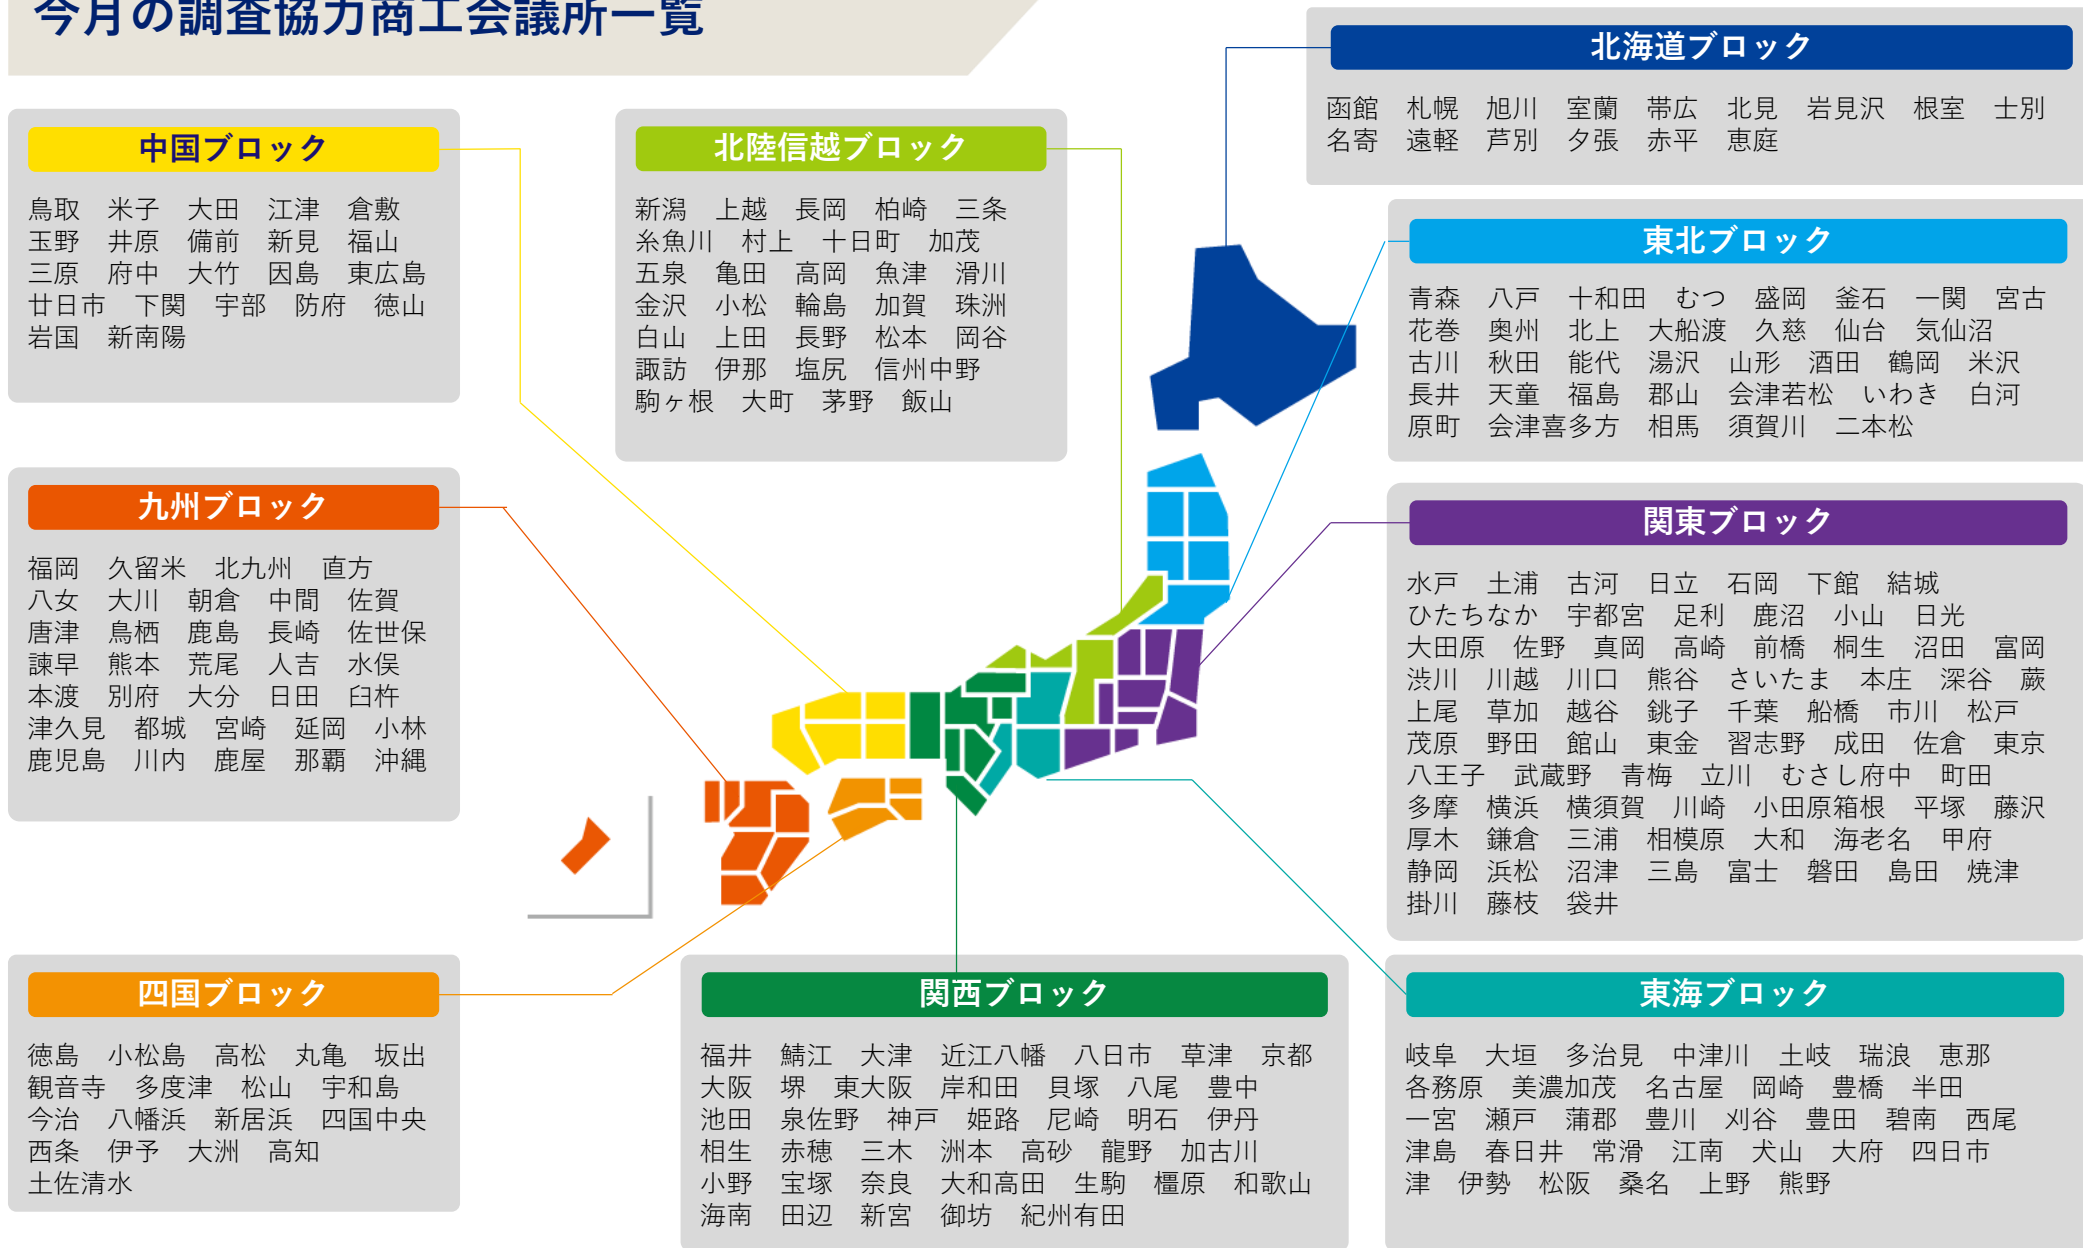 今月の調査協力商工会議所一覧
北海道ブロック
函館　札幌　旭川　室蘭　帯広　北見　岩見沢　根室　士別
名寄　遠軽　芦別　夕張　赤平　恵庭
中国ブロック
鳥取　米子　大田　江津　倉敷
玉野　井原　備前　新見　福山
三原　府中　大竹　因島　東広島
廿日市　下関　宇部　防府　徳山
岩国　新南陽
北陸信越ブロック
新潟　上越　長岡　柏崎　三条
糸魚川　村上　十日町　加茂
五泉　亀田　高岡　魚津　滑川
金沢　小松　輪島　加賀　珠洲
白山　上田　長野　松本　岡谷
諏訪　伊那　塩尻　信州中野
駒ヶ根　大町　茅野　飯山
東北ブロック
青森　八戸　十和田　むつ　盛岡　釜石　一関　宮古
花巻　奥州　北上　大船渡　久慈　仙台　気仙沼
古川　秋田　能代　湯沢　山形　酒田　鶴岡　米沢
長井　天童　福島　郡山　会津若松　いわき　白河
原町　会津喜多方　相馬　須賀川　二本松
九州ブロック
福岡　久留米　北九州　直方
八女　大川　朝倉　中間　佐賀
唐津　鳥栖　鹿島　長崎　佐世保
諫早　熊本　荒尾　人吉　水俣
本渡　別府　大分　日田　臼杵
津久見　都城　宮崎　延岡　小林
鹿児島　川内　鹿屋　那覇　沖縄
関東ブロック
水戸　土浦　古河　日立　石岡　下館　結城
ひたちなか　宇都宮　足利　鹿沼　小山　日光
大田原　佐野　真岡　高崎　前橋　桐生　沼田　富岡
渋川　川越　川口　熊谷　さいたま　本庄　深谷　蕨
上尾　草加　越谷　銚子　千葉　船橋　市川　松戸
茂原　野田　館山　東金　習志野　成田　佐倉　東京
八王子　武蔵野　青梅　立川　むさし府中　町田
多摩　横浜　横須賀　川崎　小田原箱根　平塚　藤沢
厚木　鎌倉　三浦　相模原　大和　海老名　甲府
静岡　浜松　沼津　三島　富士　磐田　島田　焼津
掛川　藤枝　袋井
四国ブロック
徳島　小松島　高松　丸亀　坂出
観音寺　多度津　松山　宇和島
今治　八幡浜　新居浜　四国中央
西条　伊予　大洲　高知
土佐清水
関西ブロック
福井　鯖江　大津　近江八幡　八日市　草津　京都
大阪　堺　東大阪　岸和田　貝塚　八尾　豊中
池田　泉佐野　神戸　姫路　尼崎　明石　伊丹
相生　赤穂　三木　洲本　高砂　龍野　加古川
小野　宝塚　奈良　大和高田　生駒　橿原　和歌山
海南　田辺　新宮　御坊　紀州有田
東海ブロック
岐阜　大垣　多治見　中津川　土岐　瑞浪　恵那
各務原　美濃加茂　名古屋　岡崎　豊橋　半田
一宮　瀬戸　蒲郡　豊川　刈谷　豊田　碧南　西尾
津島　春日井　常滑　江南　犬山　大府　四日市
津　伊勢　松阪　桑名　上野　熊野